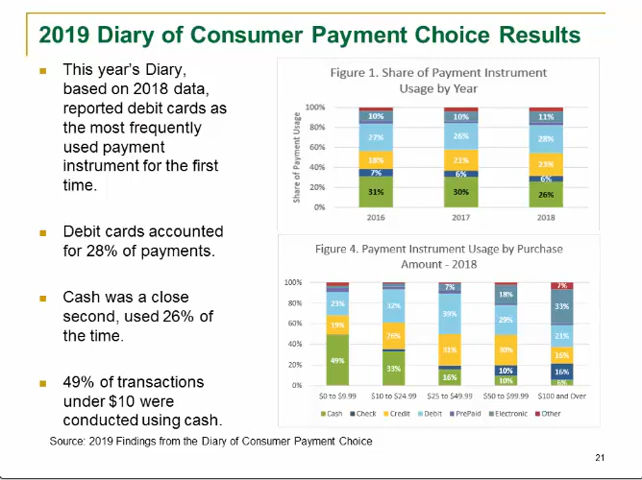 2019 Diary of Consumer Payment Choice Results
This year's Diary,
based on 2018 data,
reported debit cards as
the most frequently
used payment
instrument for the first
time.
Debit cards accounted
for 28% of payments.
Cash was a close
second, used 26% of
the time.
49% of transactions
under $10 were
conducted using cash.
Figure 1. Share of Payment Instrument
Usage by Year
Share of Payment Usage
100%
80%
60%
40%
20%
0%
10% 10% 11%
27% 26% 28%
18% 21% 23%
7% 6% 6%
31% 30% 26%
2016 2017 2018
Figure 4. Payment Instrument Usage by Purchase
Amount - 2018
100%
80%
60%
40%
20%
0%
7% 18% 7%
23% 32% 39% 29% 33%
19% 26% 31% 30% 21%
16%
49% 33% 16% 10% 16%
10% 6%
$0 to $9.99 $10 to $24.99 $25 to $49.99 $50 to $99.99 $100 and Over
Cash Check Credit Debit PrePaid Electronic Other
Source: 2019 Findings from the Diary of Consumer Payment Choice
21